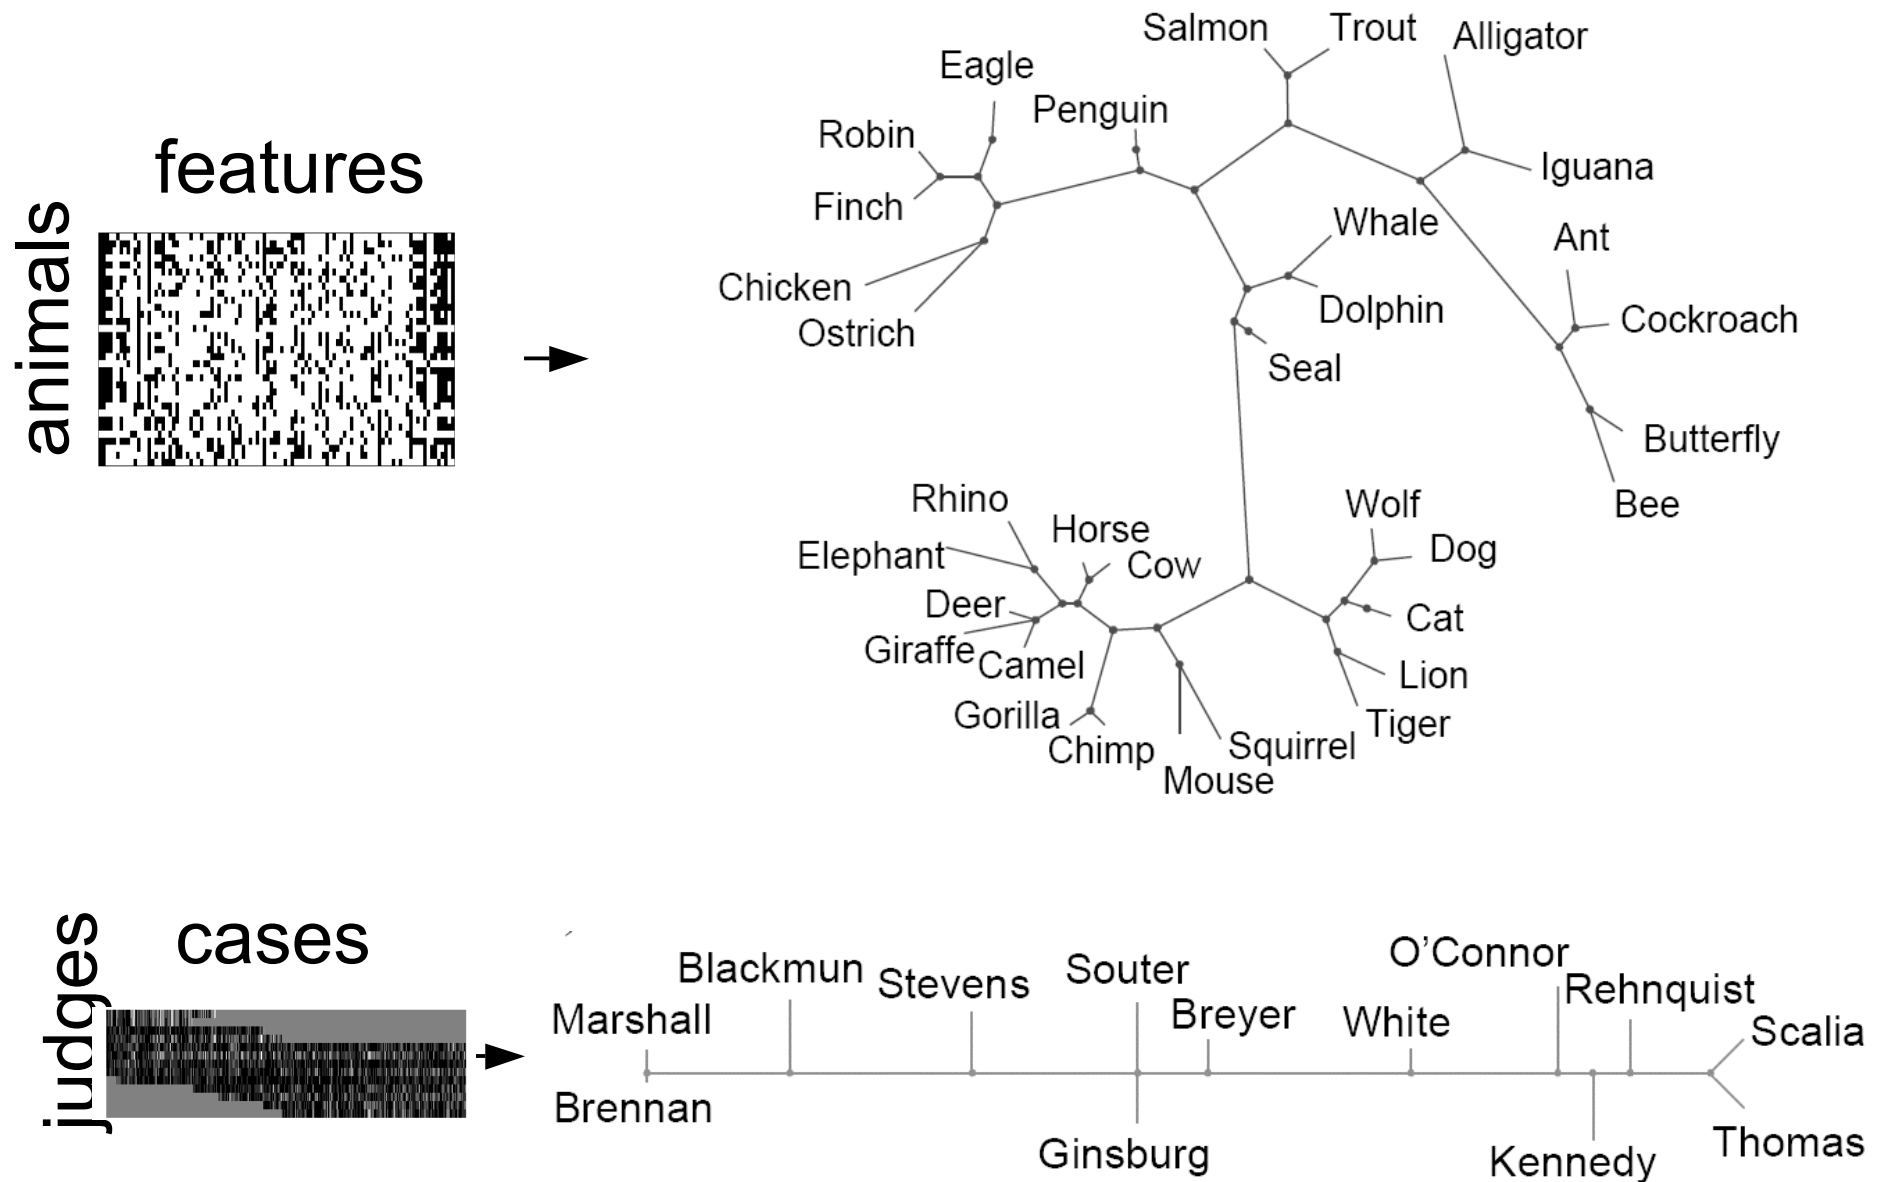 features
animals
Salmon
Trout
Alligator
Eagle
Penguin
Robin
Iguana
Finch
Whale
Ant
Chicken
Dolphin
Cockroach
Ostrich
Seal
Butterfly
Bee
Rhino
Wolf
Horse
Dog
Elephant
Cow
Deer
Cat
Giraffe
Camel
Lion
Gorilla
Tiger
Chimp
Squirrel
Mouse
cases
judges
O’Connor
Blackmun
Stevens
Souter
Rehnquist
Marshall
Breyer
White
Scalia
Brennan
Ginsburg
Kennedy
Thomas